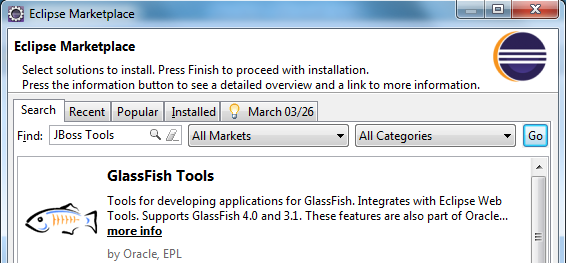 Eclipse Marketplace
Eclipse Marketplace
Select solutions to install. Press Finish to proceed with installation.
Press the information button to see a detailed overview and a link to more information.
Search Recent Popular Installed March 03/26
Find: JBoss Tools All Markets All Categories Go
GlassFish Tools
Tools for developing applications for GlassFish. Integrates with Eclipse Web
Tools. Supports GlassFish 4.0 and 3.1. These features are also part of Oracle...
more info
by Oracle, EPL